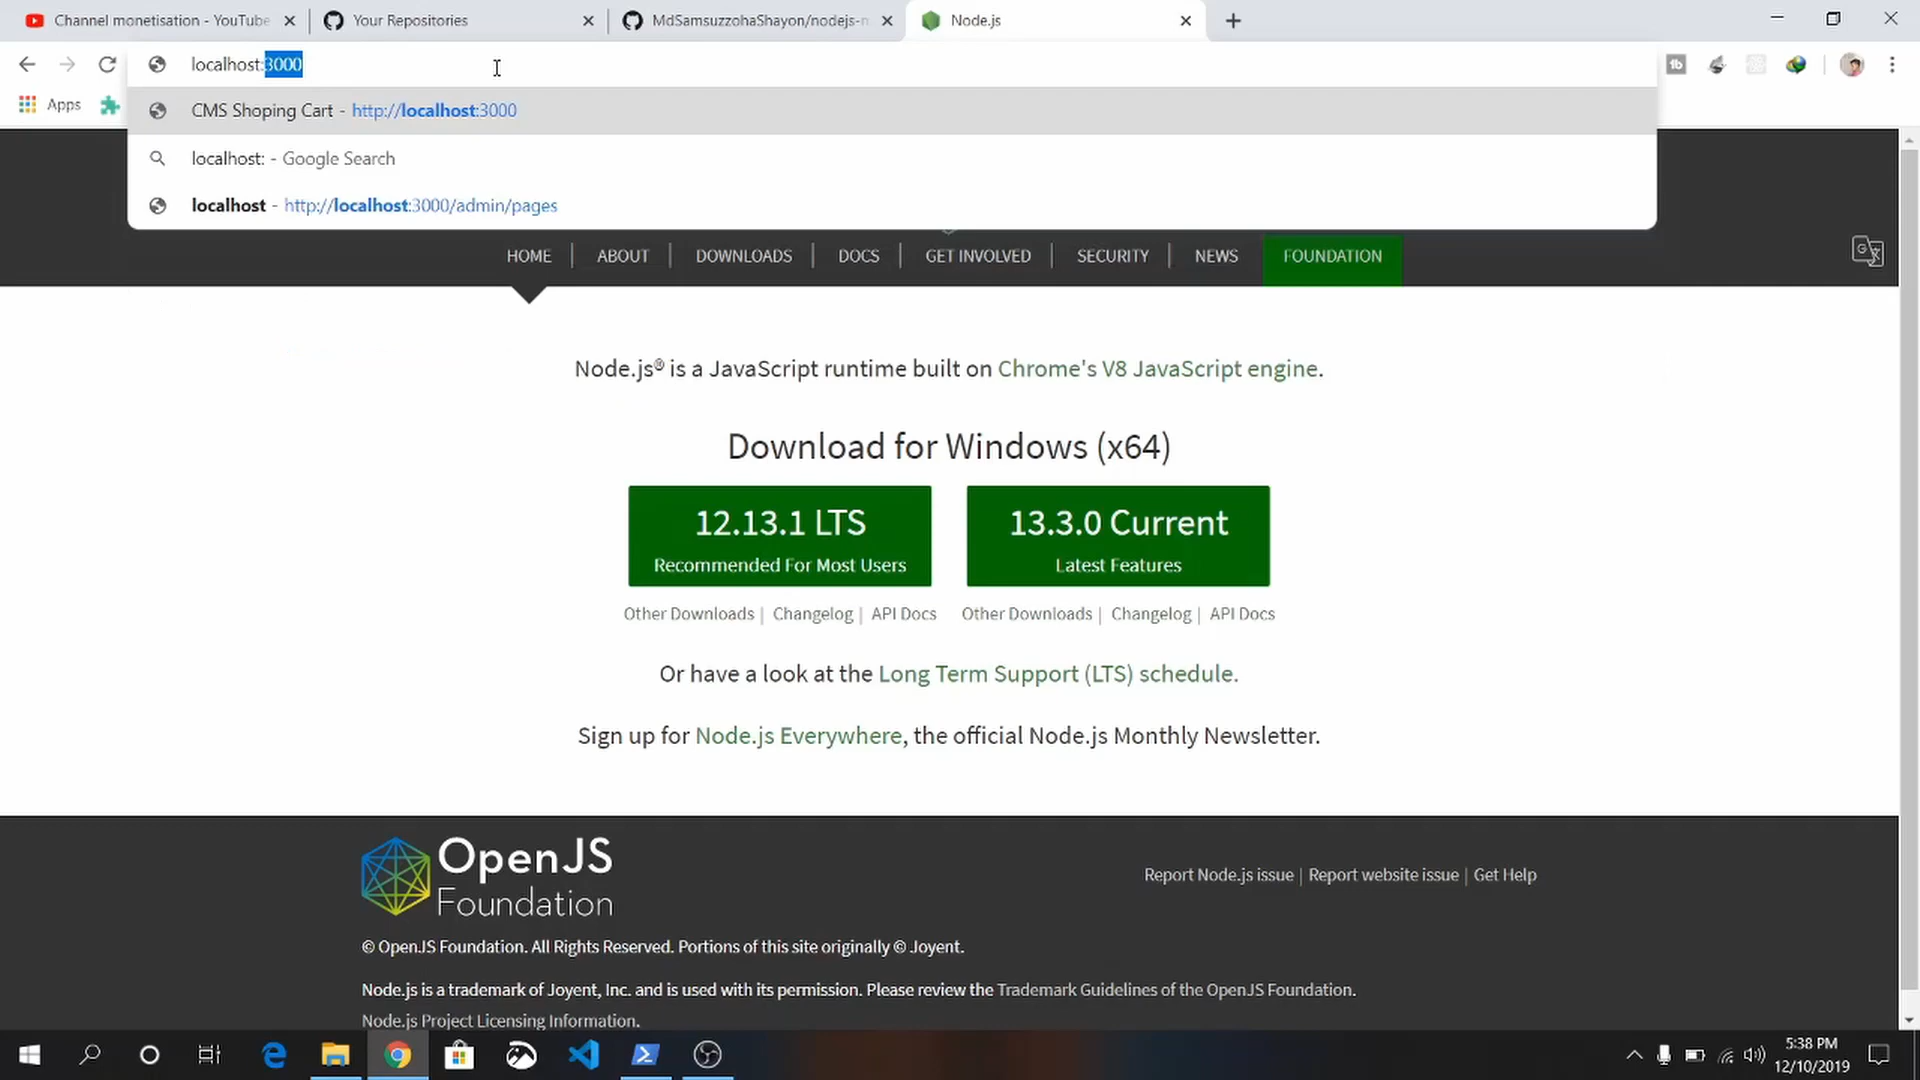 Channel monetisation - YouTube
Your Repositories
MdSamsuzzohaShayon/nodejs-n
Node.js
localhost:3000
Apps
CMS Shoping Cart - http://localhost:3000
localhost: - Google Search
localhost - http://localhost:3000/admin/pages
HOME
ABOUT
DOWNLOADS
DOCS
GET INVOLVED
SECURITY
NEWS
FOUNDATION
Node.js® is a JavaScript runtime built on Chrome's V8 JavaScript engine.
Download for Windows (x64)
12.13.1 LTS
Recommended For Most Users
13.3.0 Current
Latest Features
Other Downloads | Changelog | API Docs
Other Downloads | Changelog | API Docs
Or have a look at the Long Term Support (LTS) schedule.
Sign up for Node.js Everywhere, the official Node.js Monthly Newsletter.
OpenJS
Foundation
Report Node.js issue | Report website issue | Get Help
© OpenJS Foundation. All Rights Reserved. Portions of this site originally © Joyent.
Node.js is a trademark of Joyent, Inc. and is used with its permission. Please review the Trademark Guidelines of the OpenJS Foundation.
Node.js Project Licensing Information.
5:38 PM
12/10/2019